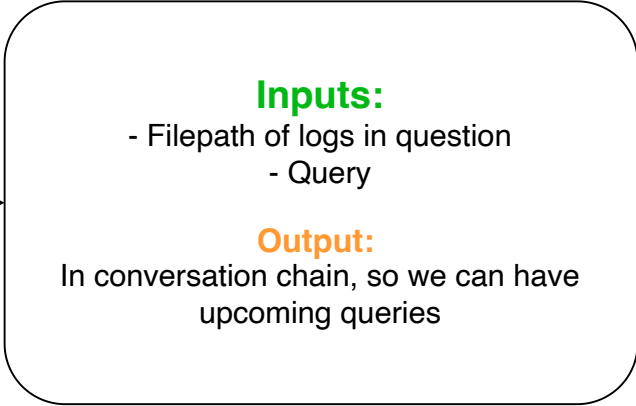 Inputs:
- Filepath of logs in question
- Query
Output:
In conversation chain, so we can have
upcoming queries